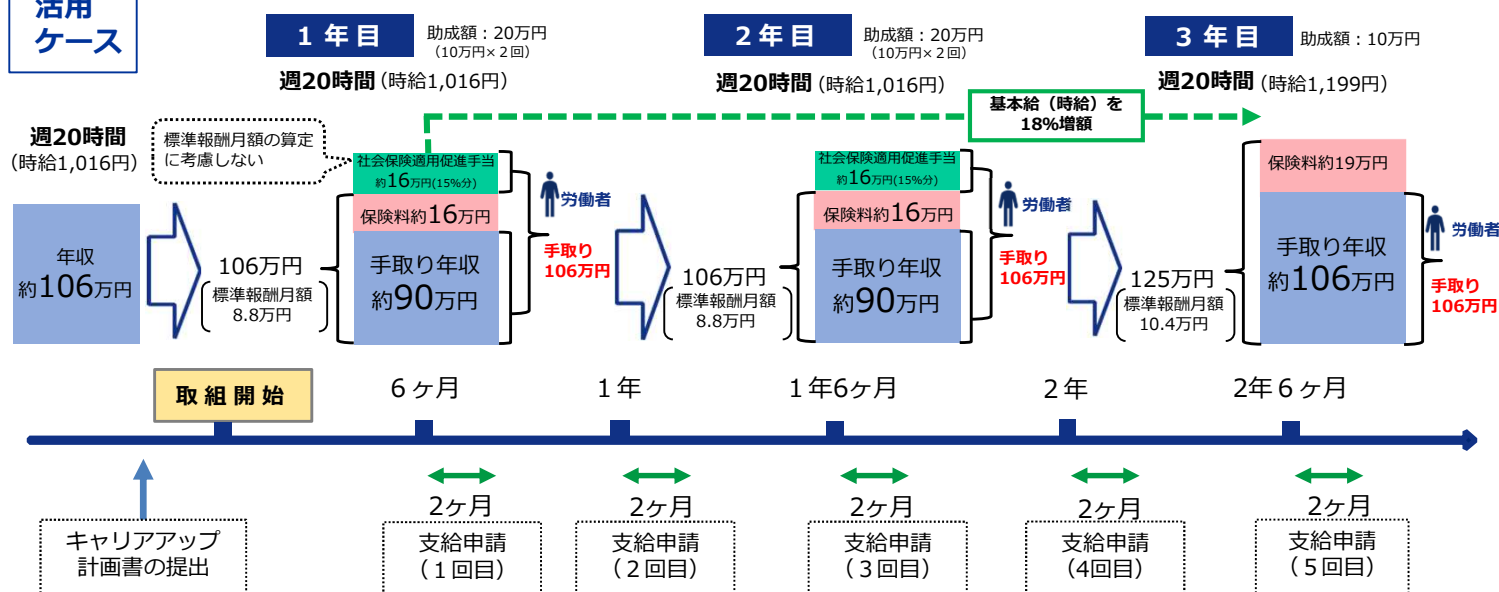 活用
ケース
1年目
助成額：20万円
（10万円×２回）
週20時間（時給1,016円）
2年目
助成額：20万円
（10万円×２回）
週20時間（時給1,016円）
3年目
助成額：10万円
週20時間（時給1,199円）
基本給（時給）を
18%増額
週20時間
（時給1,016円）
標準報酬月額の算定
に考慮しない
年収
約106万円
106万円
標準報酬月額
8.8万円
社会保険適用促進手当
約16万円(15%分)
保険料約16万円
手取り年収
約90万円
労働者
手取り
106万円
106万円
標準報酬月額
8.8万円
社会保険適用促進手当
約16万円(15%分)
保険料約16万円
手取り年収
約90万円
労働者
手取り
106万円
125万円
標準報酬月額
10.4万円
保険料約19万円
手取り年収
約106万円
労働者
手取り
106万円
取組開始
６ヶ月
１年
１年6ヶ月
２年
2年６ヶ月
2ヶ月
2ヶ月
2ヶ月
2ヶ月
2ヶ月
キャリアアップ
計画書の提出
支給申請
（１回目）
支給申請
（２回目）
支給申請
（３回目）
支給申請
（4回目）
支給申請
（５回目）